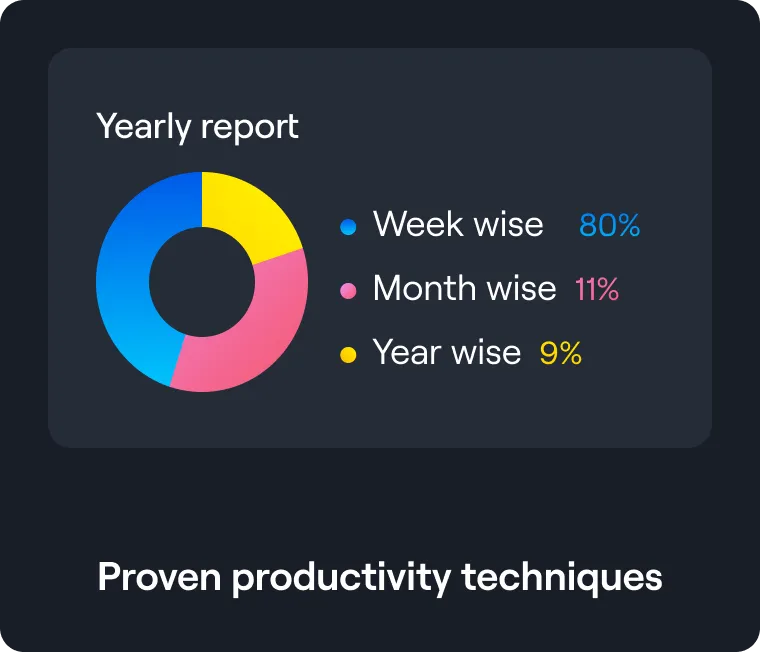 Yearly report
Week wise 80%
Month wise 11%
Year wise 9%
Proven productivity techniques